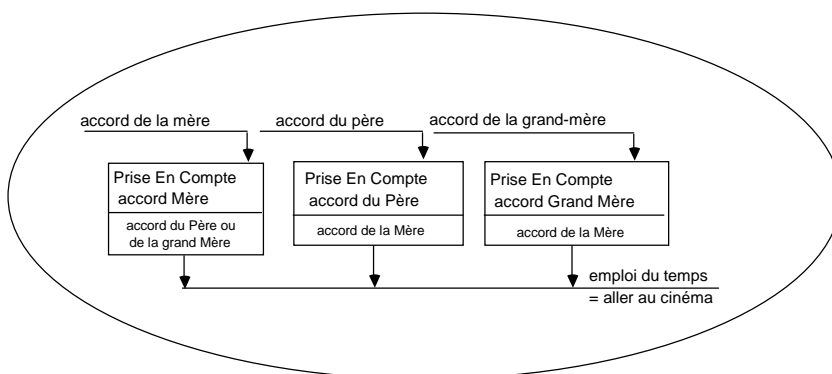 accord de la mère
accord du père
accord de la grand-mère
Prise En Compte
accord Mère
accord du Père ou
de la grand Mère
Prise En Compte
accord du Père
accord de la Mère
Prise En Compte
accord Grand Mère
accord de la Mère
emploi du temps
= aller au cinéma